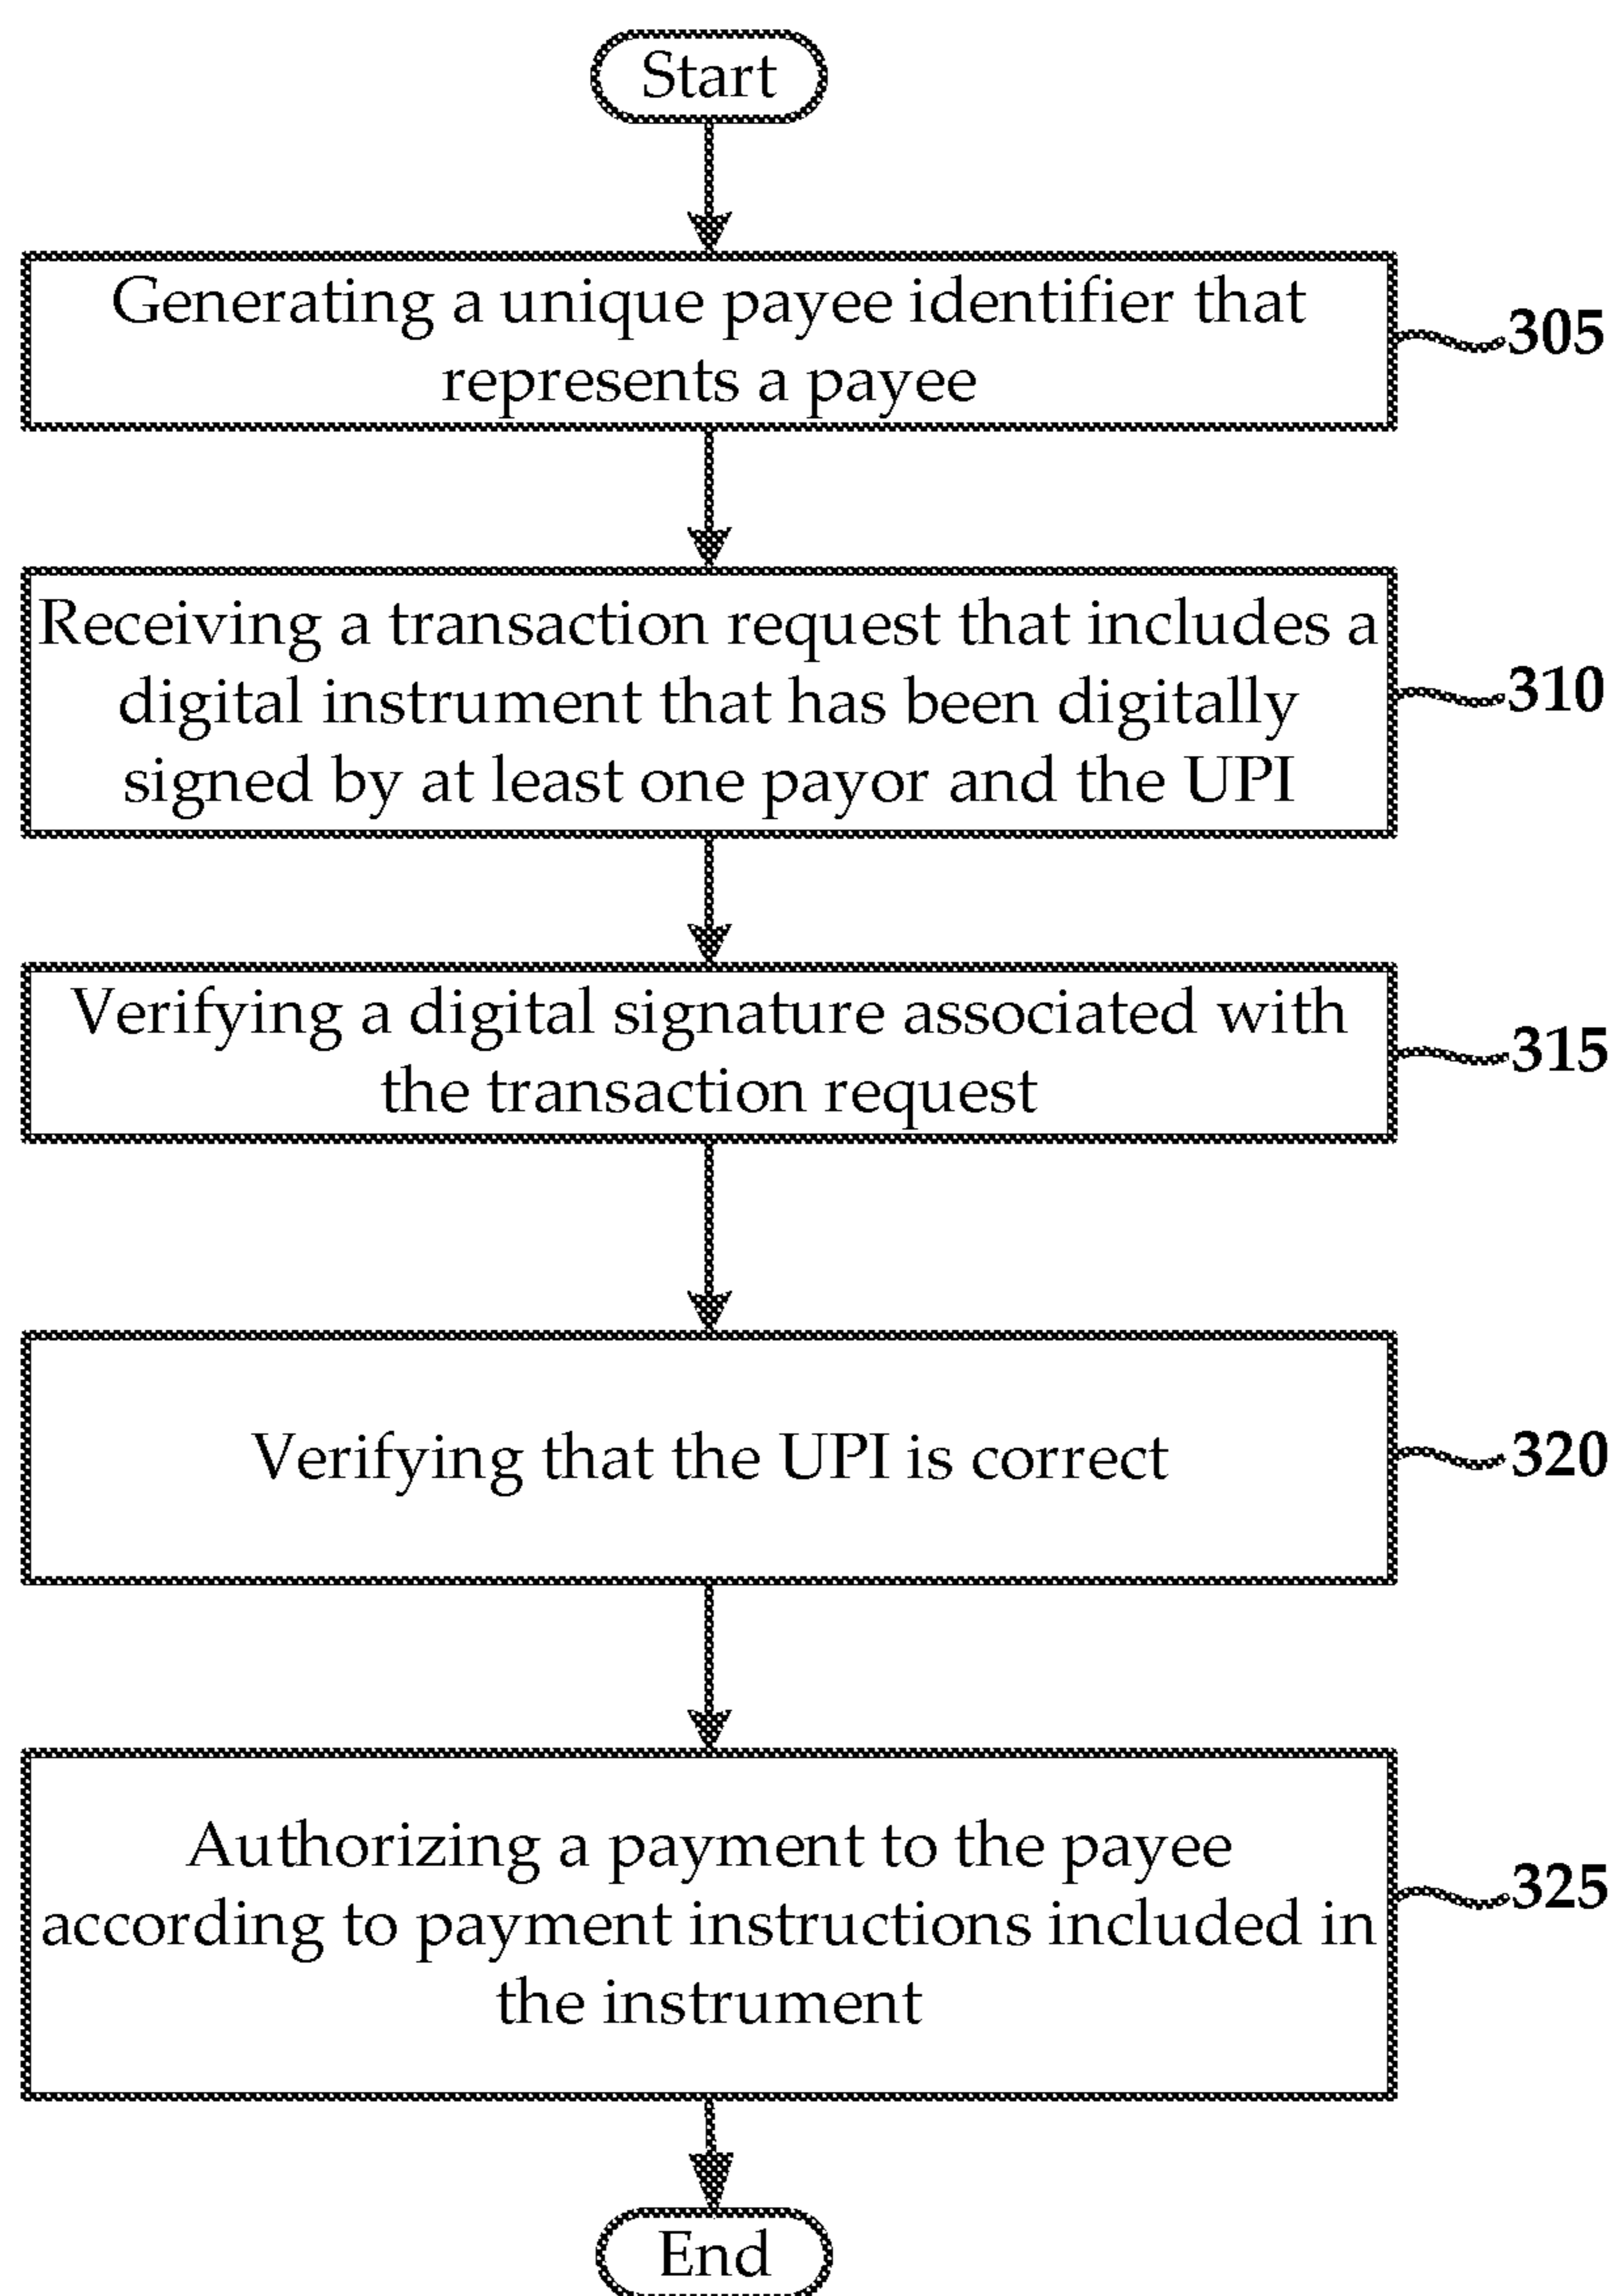 Start
Generating a unique payee identifier that
represents a payee
305
Receiving a transaction request that includes a
digital instrument that has been digitally
signed by at least one payor and the UPI
310
Verifying a digital signature associated with
the transaction request
315
Verifying that the UPI is correct
320
Authorizing a payment to the payee
according to payment instructions included in
the instrument
325
End